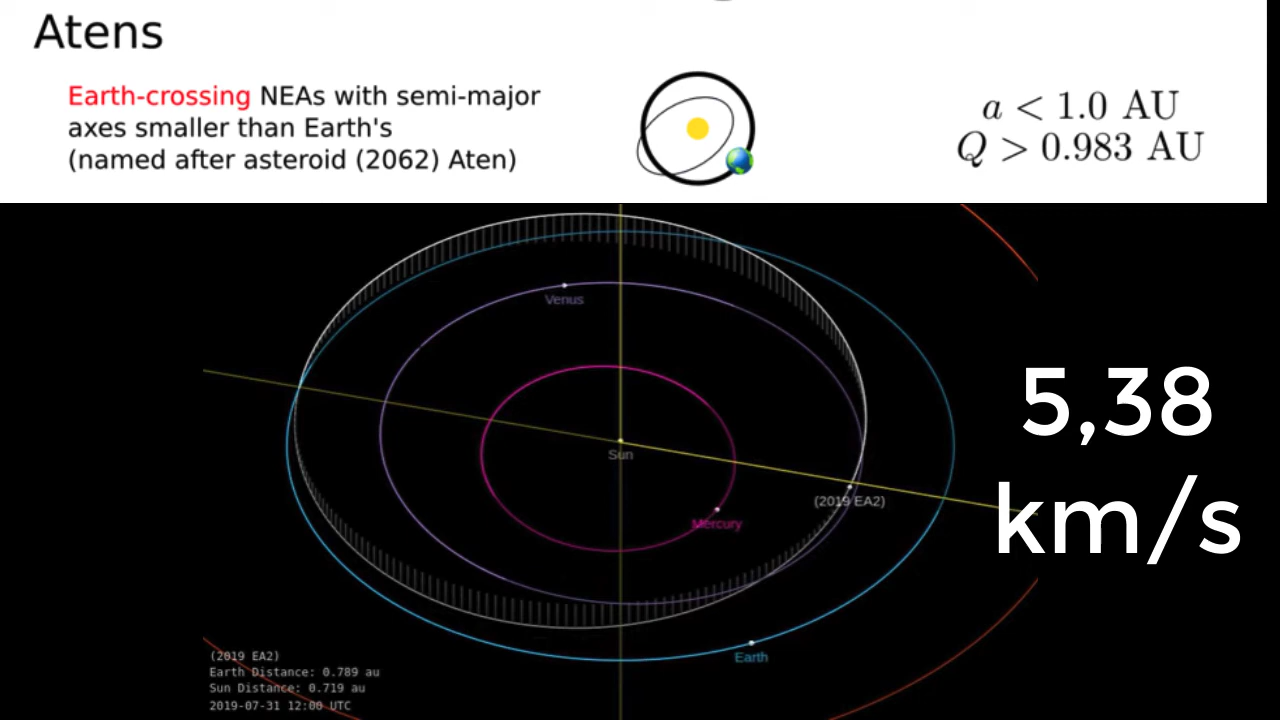 Atens
Earth-crossing NEAs with semi-major
axes smaller than Earth's
(named after asteroid (2062) Aten)
a < 1.0 AU
Q > 0.983 AU
Venus
Sun
(2019 EA2)
Mercury
Earth
5,38
km/s
(2019 EA2)
Earth Distance: 0.789 au
Sun Distance: 0.719 au
2019-07-31 12:00 UTC